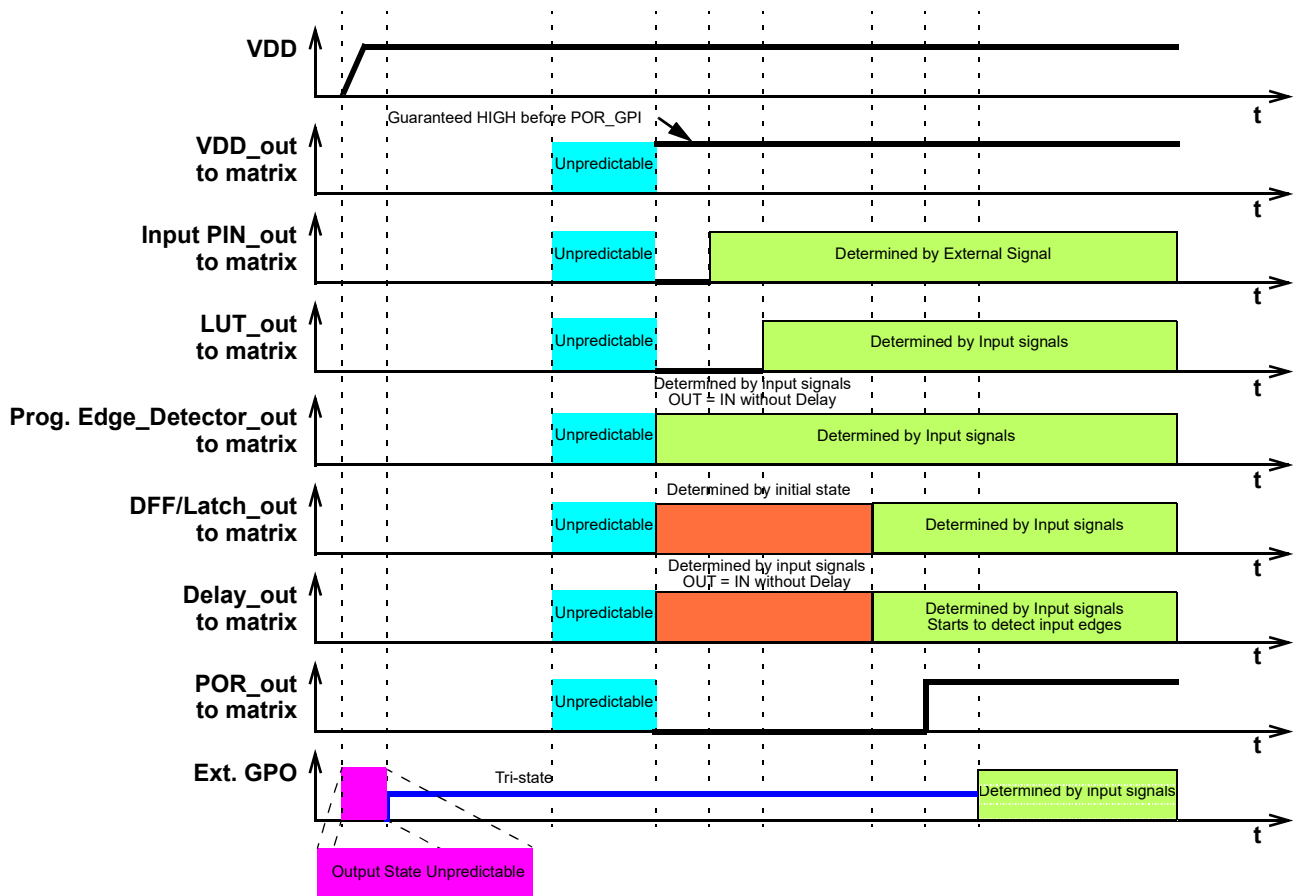 VDD
t
Guaranteed HIGH before POR_GPI
VDD_out
to matrix
Unpredictable
t
Input PIN_out
to matrix
Unpredictable
Determined by External Signal
t
LUT_out
to matrix
Unpredictable
Determined by Input signals
t
Determined by input signals
OUT = IN without Delay
Prog. Edge_Detector_out
to matrix
Unpredictable
Determined by Input signals
t
Determined by initial state
DFF/Latch_out
to matrix
Unpredictable
Determined by Input signals
t
Determined by input signals
OUT = IN without Delay
Delay_out
to matrix
Unpredictable
Determined by Input signals
Starts to detect input edges
t
POR_out
to matrix
Unpredictable
t
Ext. GPO
Tri-state
Determined by input signals
t
Output State Unpredictable